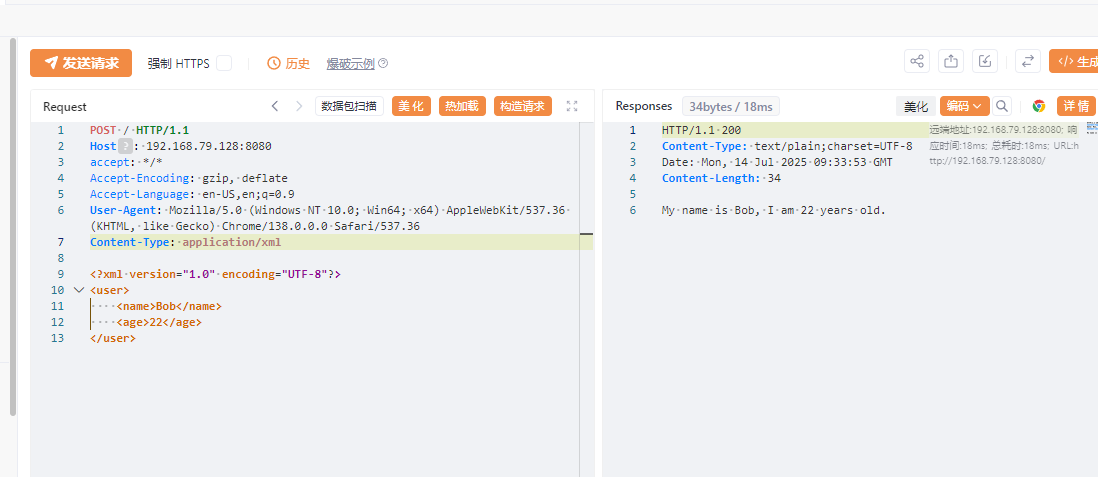 发送请求 强制 HTTPS 历史 爆破示例 </> 生成
Request 数据包扫描 美化 热加载 构造请求
1 POST / HTTP/1.1
2 Host ? : 192.168.79.128:8080
3 accept: */*
4 Accept-Encoding: gzip, deflate
5 Accept-Language: en-US,en;q=0.9
6 User-Agent: Mozilla/5.0 (Windows NT 10.0; Win64; x64) AppleWebKit/537.36
(KHTML, like Gecko) Chrome/138.0.0.0 Safari/537.36
7 Content-Type: application/xml
8
9 <?xml version="1.0" encoding="UTF-8"?>
10 <user>
11     <name>Bob</name>
12     <age>22</age>
13 </user>
Responses 34bytes / 18ms 美化 编码 详情
1 HTTP/1.1 200
2 Content-Type: text/plain;charset=UTF-8
3 Date: Mon, 14 Jul 2025 09:33:53 GMT
4 Content-Length: 34
5
6 My name is Bob, I am 22 years old.
远端地址:192.168.79.128:8080; 响
应时间:18ms; 总耗时:18ms; URL:h
ttp://192.168.79.128:8080/